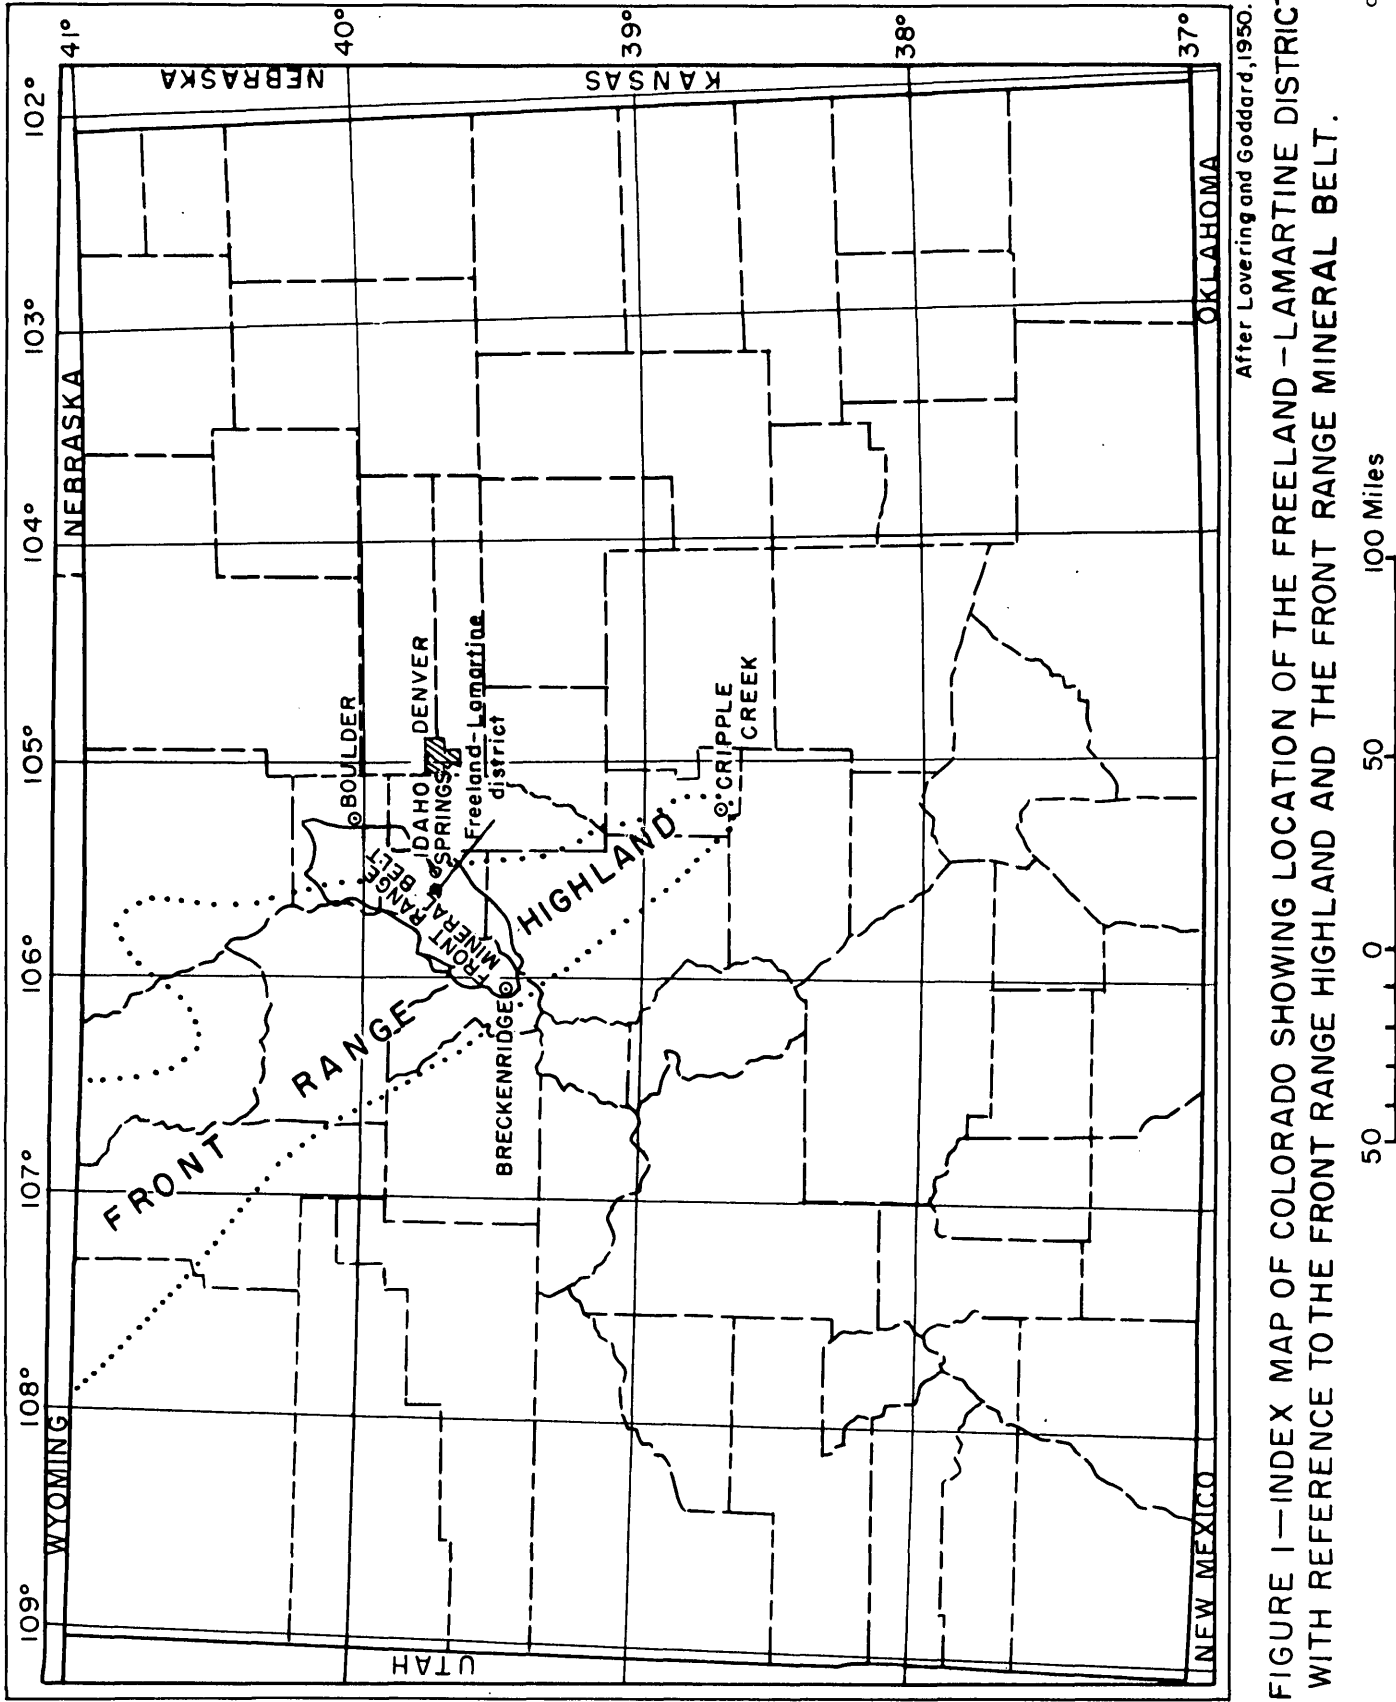 109° 108° 107° 106° 105° 104° 103° 102°
WYOMING
NEBRASKA
41°
NEBRASKA
40°
KANSAS
39°
38°
37°
UTAH
FRONT
RANGE
HIGHLAND
FRONT RANGE
MINERAL BELT
BOULDER
DENVER
IDAHO
SPRINGS
Freeland-Lamartine
district
BRECKENRIDGE
CRIPPLE
CREEK
NEW MEXICO
OKLAHOMA
After Lovering and Goddard, 1950.
FIGURE 1—INDEX MAP OF COLORADO SHOWING LOCATION OF THE FREELAND-LAMARTINE DISTRICT
WITH REFERENCE TO THE FRONT RANGE HIGHLAND AND THE FRONT RANGE MINERAL BELT.
50 0 50 100 Miles